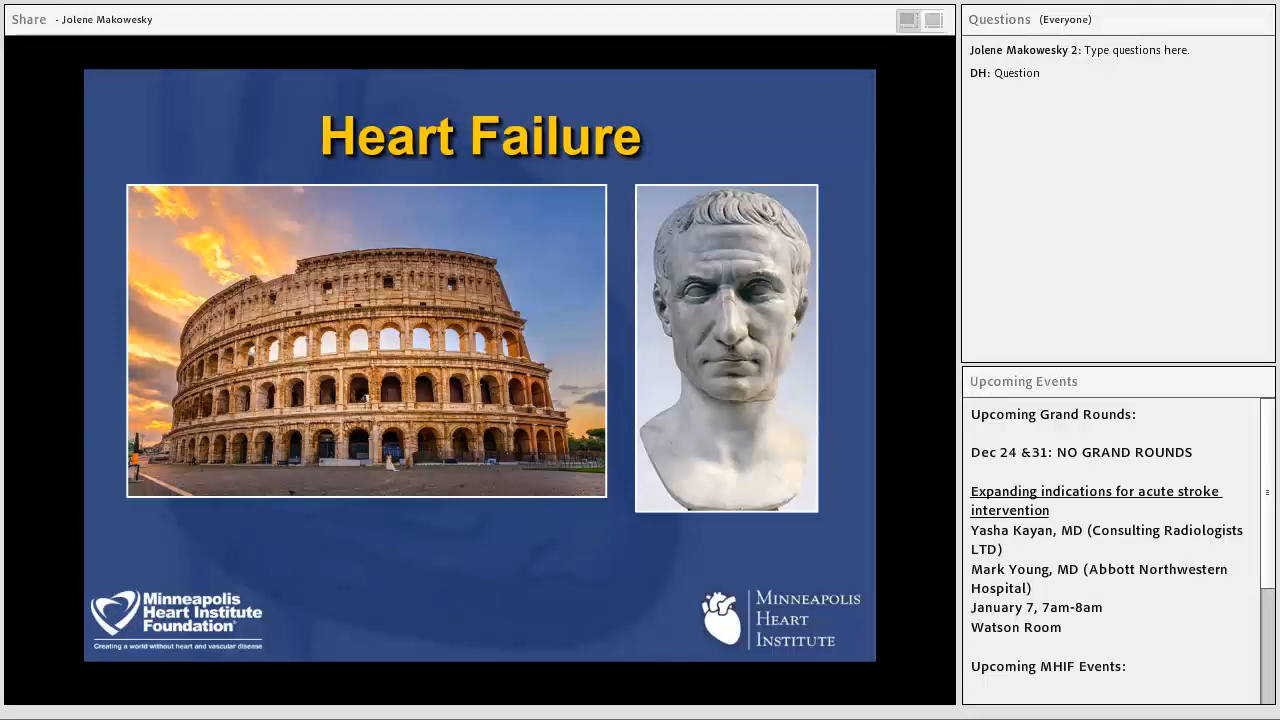 Share - Jolene Makowesky
Heart Failure
Minneapolis
Heart Institute
Foundation®
Creating a world without heart and vascular disease
MINNEAPOLIS
HEART
INSTITUTE
Questions (Everyone)
Jolene Makowesky 2: Type questions here.
DH: Question
Upcoming Events
Upcoming Grand Rounds:
Dec 24 &31: NO GRAND ROUNDS
Expanding indications for acute stroke
intervention
Yasha Kayan, MD (Consulting Radiologists
LTD)
Mark Young, MD (Abbott Northwestern
Hospital)
January 7, 7am-8am
Watson Room
Upcoming MHIF Events: